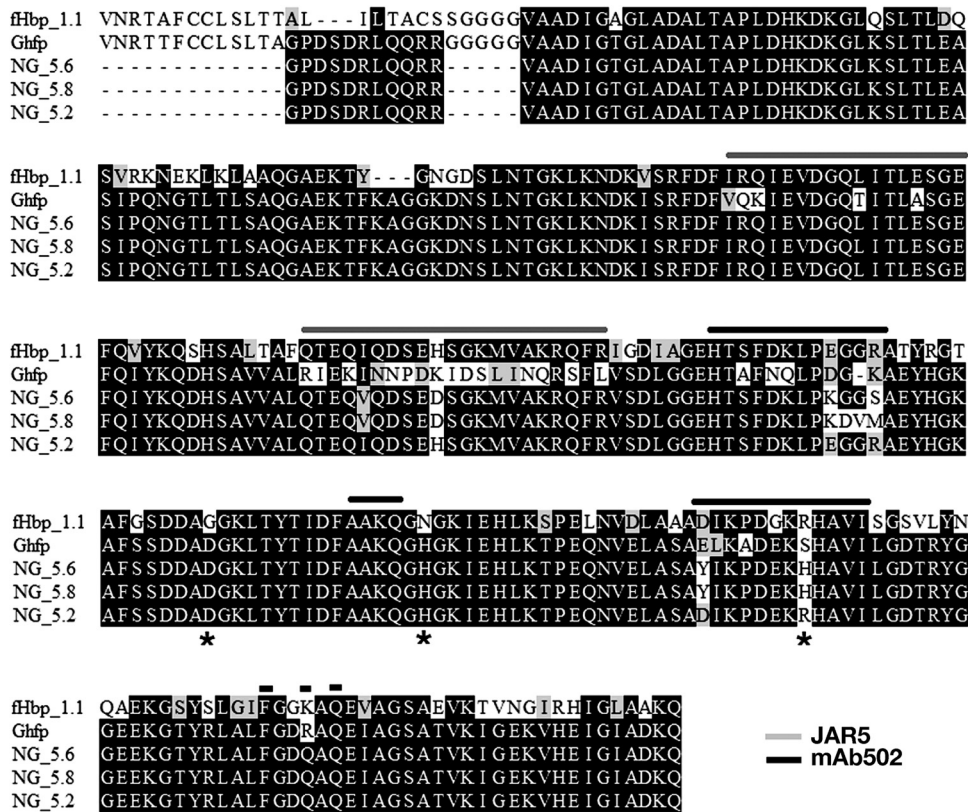 fHbp_1.1 VNRTAFCCLSLTTAL---ILTACSSGGGGVAADIGAGLADALTAPLDHKDKGLQSLTLDQ
Ghfp VNRTTFCCLSLTAGPDSDRLQQRRGGGGGVAADIGTGLADALTAPLDHKDKGLKSLTLEA
NG_5.6 -------------GPDSDRLQQRR-----VAADIGTGLADALTAPLDHKDKGLKSLTLEA
NG_5.8 -------------GPDSDRLQQRR-----VAADIGTGLADALTAPLDHKDKGLKSLTLEA
NG_5.2 -------------GPDSDRLQQRR-----VAADIGTGLADALTAPLDHKDKGLKSLTLEA
fHbp_1.1 SVRKNEKLKLAAQGAEKTY---GNGDSLNTGKLKNDKVSRFDFIRQIEVDGQLITLESGE
Ghfp SIPQNGTLTLSAQGAEKTFKAGGKDNSLNTGKLKNDKISRFDFVQKIEVDGQTITLASGE
NG_5.6 SIPQNGTLTLSAQGAEKTFKAGGKDNSLNTGKLKNDKISRFDFIRQIEVDGQLITLESGE
NG_5.8 SIPQNGTLTLSAQGAEKTFKAGGKDNSLNTGKLKNDKISRFDFIRQIEVDGQLITLESGE
NG_5.2 SIPQNGTLTLSAQGAEKTFKAGGKDNSLNTGKLKNDKISRFDFIRQIEVDGQLITLESGE
fHbp_1.1 FQVYKQSHSALTAFQTEQIQDSEHSGKMVAKRQFRIGDIAGEHTSFDKLPEGGRATYRGT
Ghfp FQIYKQDHSAVVALRIEKINNPDKIDSLINQRSFLVSDLGGEHTAFNQLPDG-KAEYHGK
NG_5.6 FQIYKQDHSAVVALQTEQVQDSEDSGKMVAKRQFRVSDLGGEHTSFDKLPKGGSAEYHGK
NG_5.8 FQIYKQDHSAVVALQTEQVQDSEDSGKMVAKRQFRVSDLGGEHTSFDKLPKDVMAEYHGK
NG_5.2 FQIYKQDHSAVVALQTEQIQDSEHSGKMVAKRQFRVSDLGGEHTSFDKLPEGGRAEYHGK
fHbp_1.1 AFGSDDAGGKLTYTIDFAAKQGNGKIEHLKSPELNVDLAAADIKPDGKRHAVISGSVLYN
Ghfp AFSSDDADGKLTYTIDFAAKQGHGKIEHLKTPEQNVELASAELKADEKSHAVILGDTRYG
NG_5.6 AFSSDDADGKLTYTIDFAAKQGHGKIEHLKTPEQNVELASAYIKPDEKHHAVILGDTRYG
NG_5.8 AFSSDDADGKLTYTIDFAAKQGHGKIEHLKTPEQNVELASAYIKPDEKHHAVILGDTRYG
NG_5.2 AFSSDDADGKLTYTIDFAAKQGHGKIEHLKTPEQNVELASADIKPDEKRHAVILGDTRYG
* * *
fHbp_1.1 QAEKGSYSLGIFGGKAQEVAGSAEVKTVNGIRHIGLAAKQ
Ghfp GEEKGTYRLALFGDRAQEIAGSATVKIGEKVHEIGIADKQ
NG_5.6 GEEKGTYRLALFGDQAQEIAGSATVKIGEKVHEIGIADKQ
NG_5.8 GEEKGTYRLALFGDQAQEIAGSATVKIGEKVHEIGIADKQ
NG_5.2 GEEKGTYRLALFGDQAQEIAGSATVKIGEKVHEIGIADKQ
JAR5
mAb502